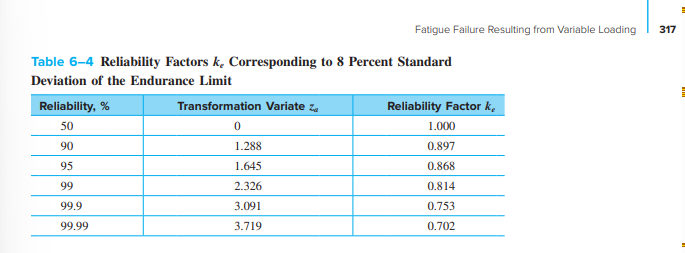 Fatigue Failure Resulting from Variable Loading 317
Table 6–4 Reliability Factors ke Corresponding to 8 Percent Standard
Deviation of the Endurance Limit
Reliability, % Transformation Variate za Reliability Factor ke
50 0 1.000
90 1.288 0.897
95 1.645 0.868
99 2.326 0.814
99.9 3.091 0.753
99.99 3.719 0.702